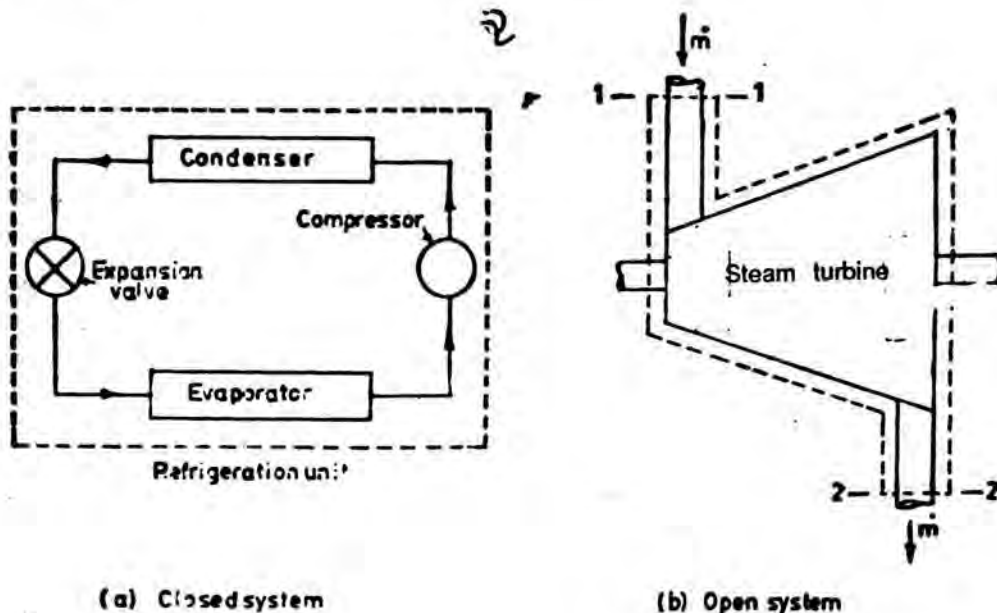 ṁ
1 1
Condenser
Compressor
Expansion
valve
Steam turbine
Evaporator
Refrigeration unit
2 2
ṁ
(a) Closed system
(b) Open system